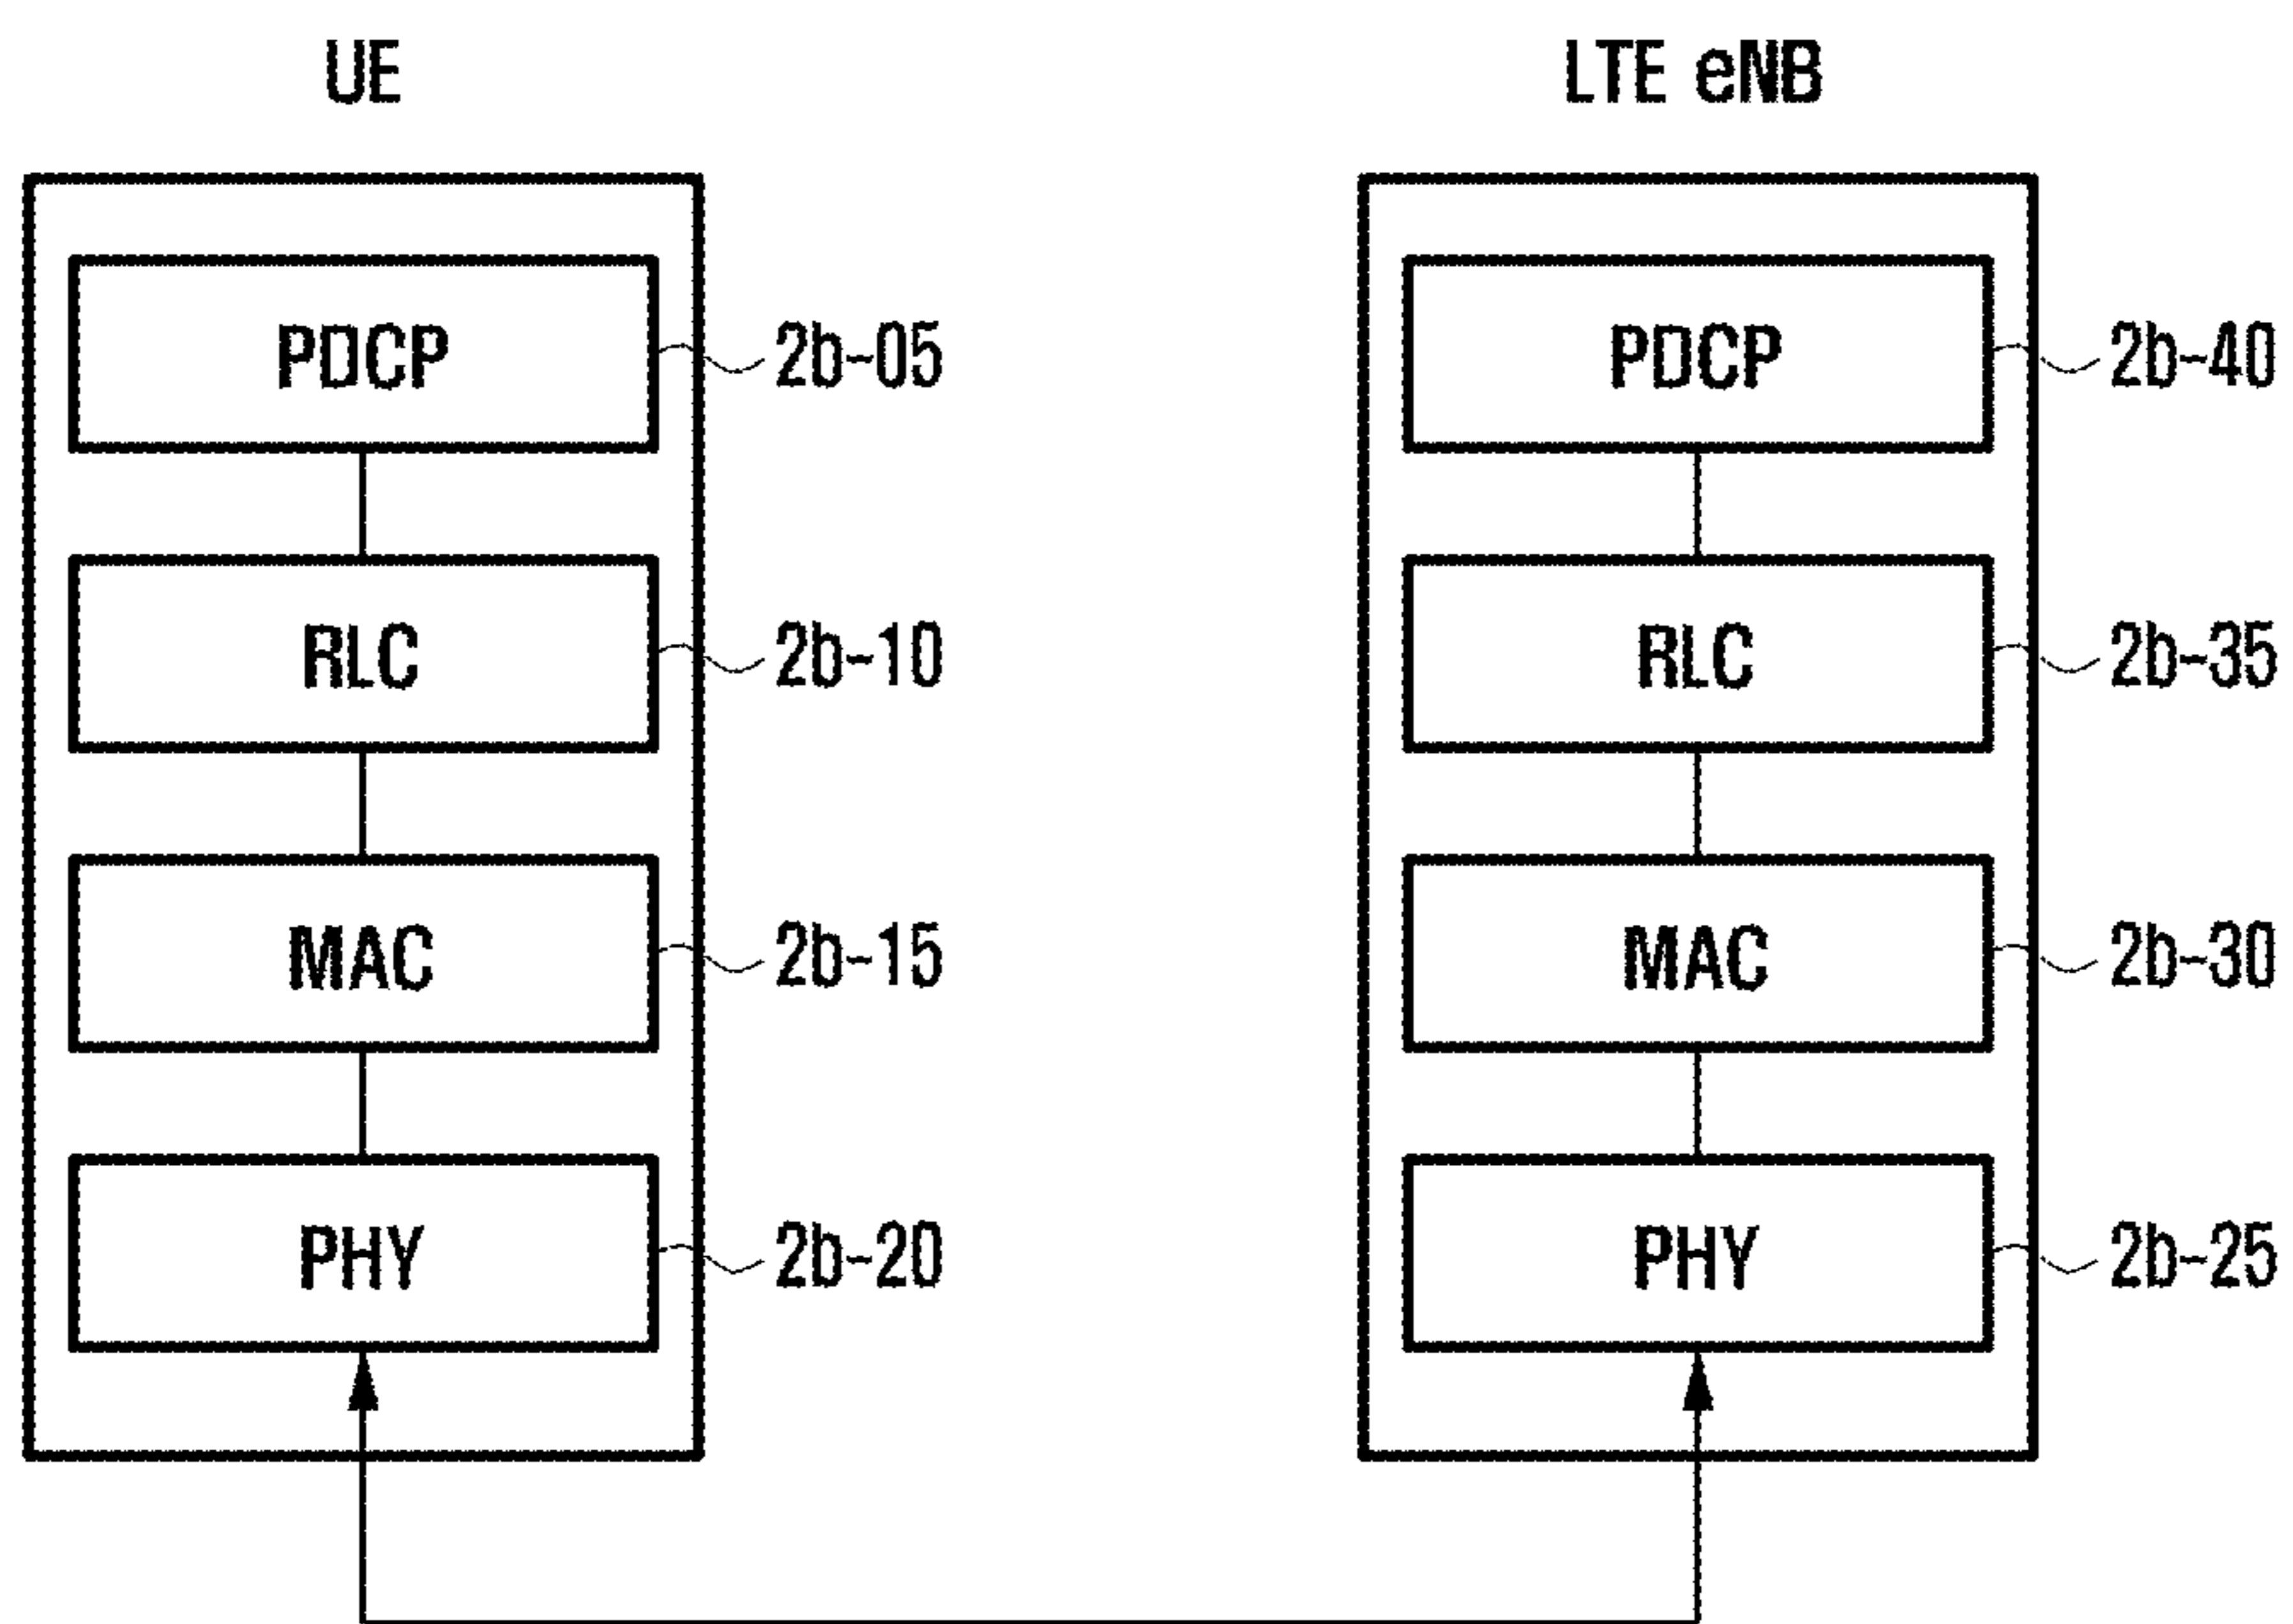 UE
LTE eNB
PDCP
2b-05
PDCP
2b-40
RLC
2b-10
RLC
2b-35
MAC
2b-15
MAC
2b-30
PHY
2b-20
PHY
2b-25